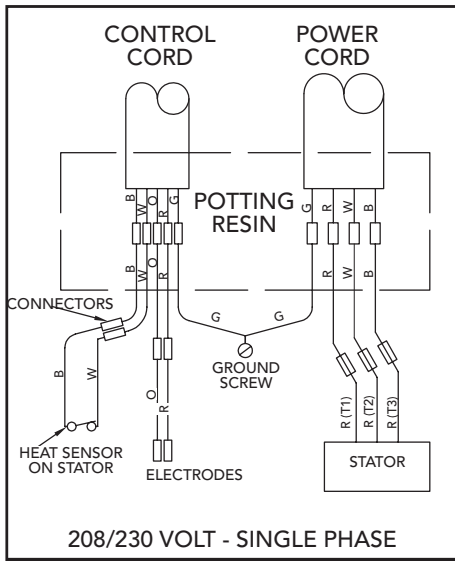 CONTROL
CORD
POWER
CORD
B
W
O
R
G
G
R
W
B
POTTING
RESIN
B
W
O
R
R
W
B
CONNECTORS
G
G
GROUND
SCREW
B
W
O
R
R (T1)
R (T2)
R (T3)
HEAT SENSOR
ON STATOR
ELECTRODES
STATOR
208/230 VOLT - SINGLE PHASE